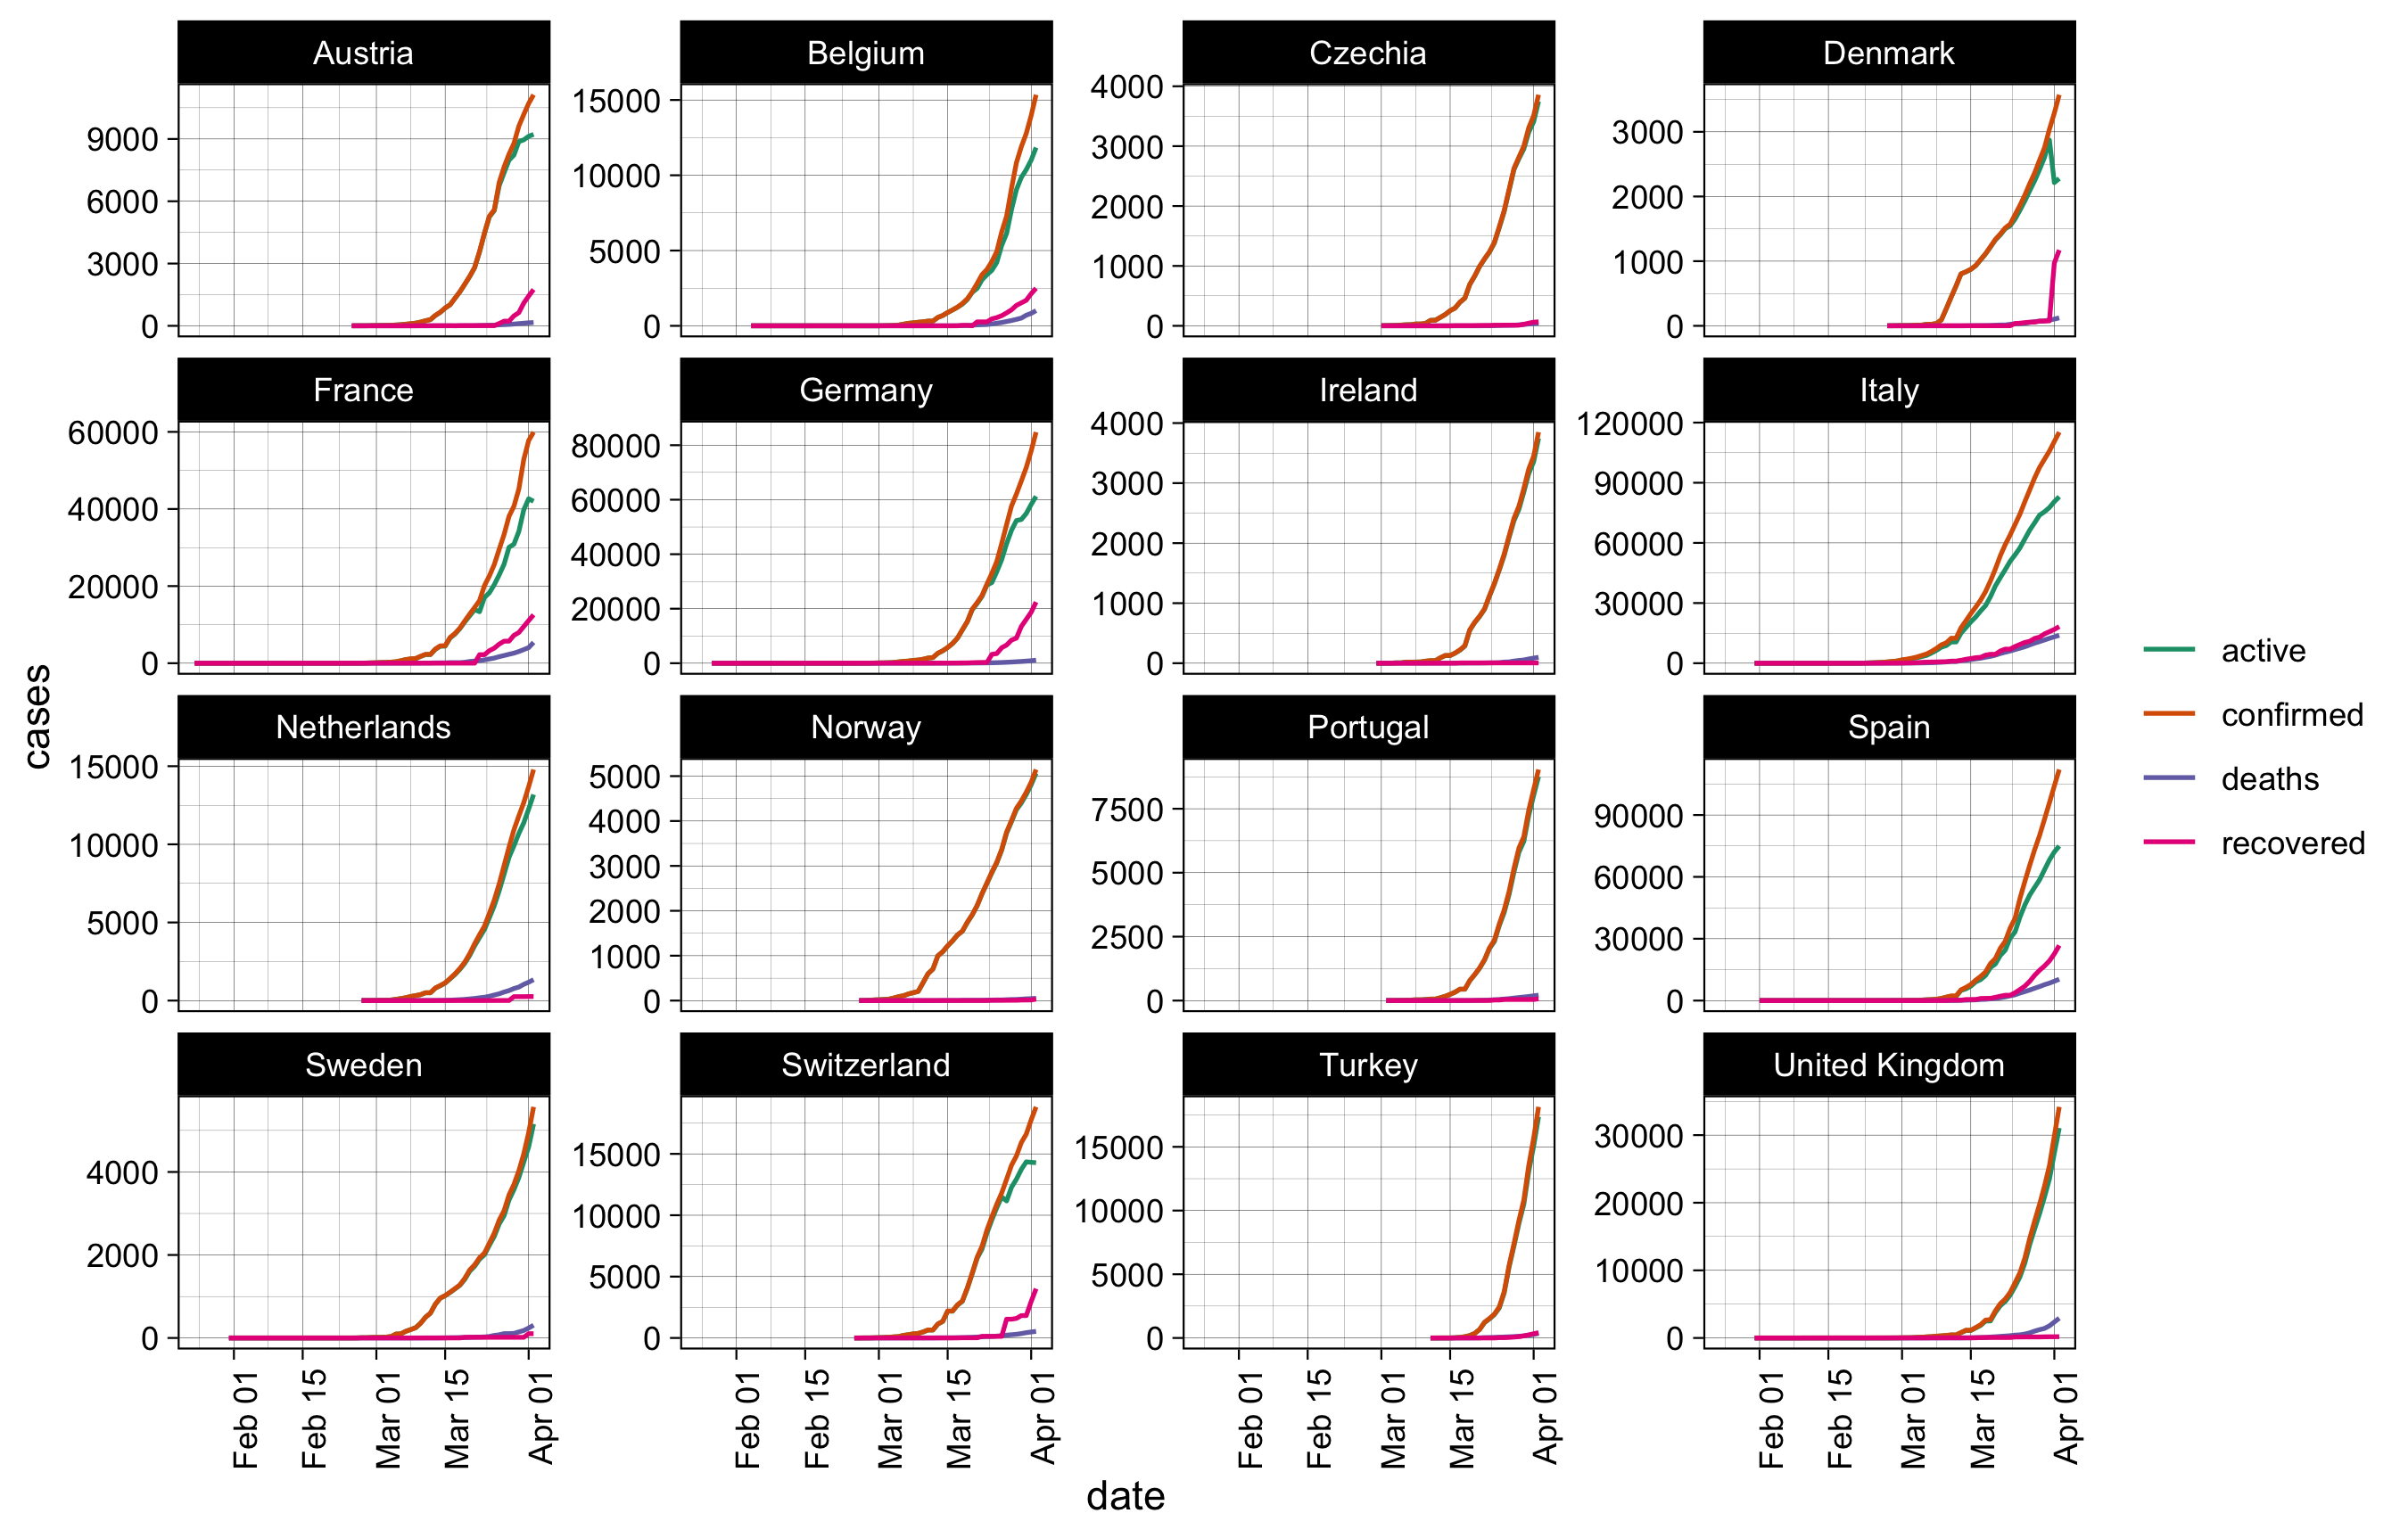 Austria
Belgium
Czechia
Denmark
9000
6000
3000
0
15000
10000
5000
0
4000
3000
2000
1000
0
3000
2000
1000
0
France
Germany
Ireland
Italy
60000
40000
20000
0
80000
60000
40000
20000
0
4000
3000
2000
1000
0
120000
90000
60000
30000
0
Netherlands
Norway
Portugal
Spain
15000
10000
5000
0
5000
4000
3000
2000
1000
0
7500
5000
2500
0
90000
60000
30000
0
Sweden
Switzerland
Turkey
United Kingdom
4000
2000
0
15000
10000
5000
0
15000
10000
5000
0
30000
20000
10000
0
Feb 01
Feb 15
Mar 01
Mar 15
Apr 01
Feb 01
Feb 15
Mar 01
Mar 15
Apr 01
Feb 01
Feb 15
Mar 01
Mar 15
Apr 01
Feb 01
Feb 15
Mar 01
Mar 15
Apr 01
date
cases
active
confirmed
deaths
recovered